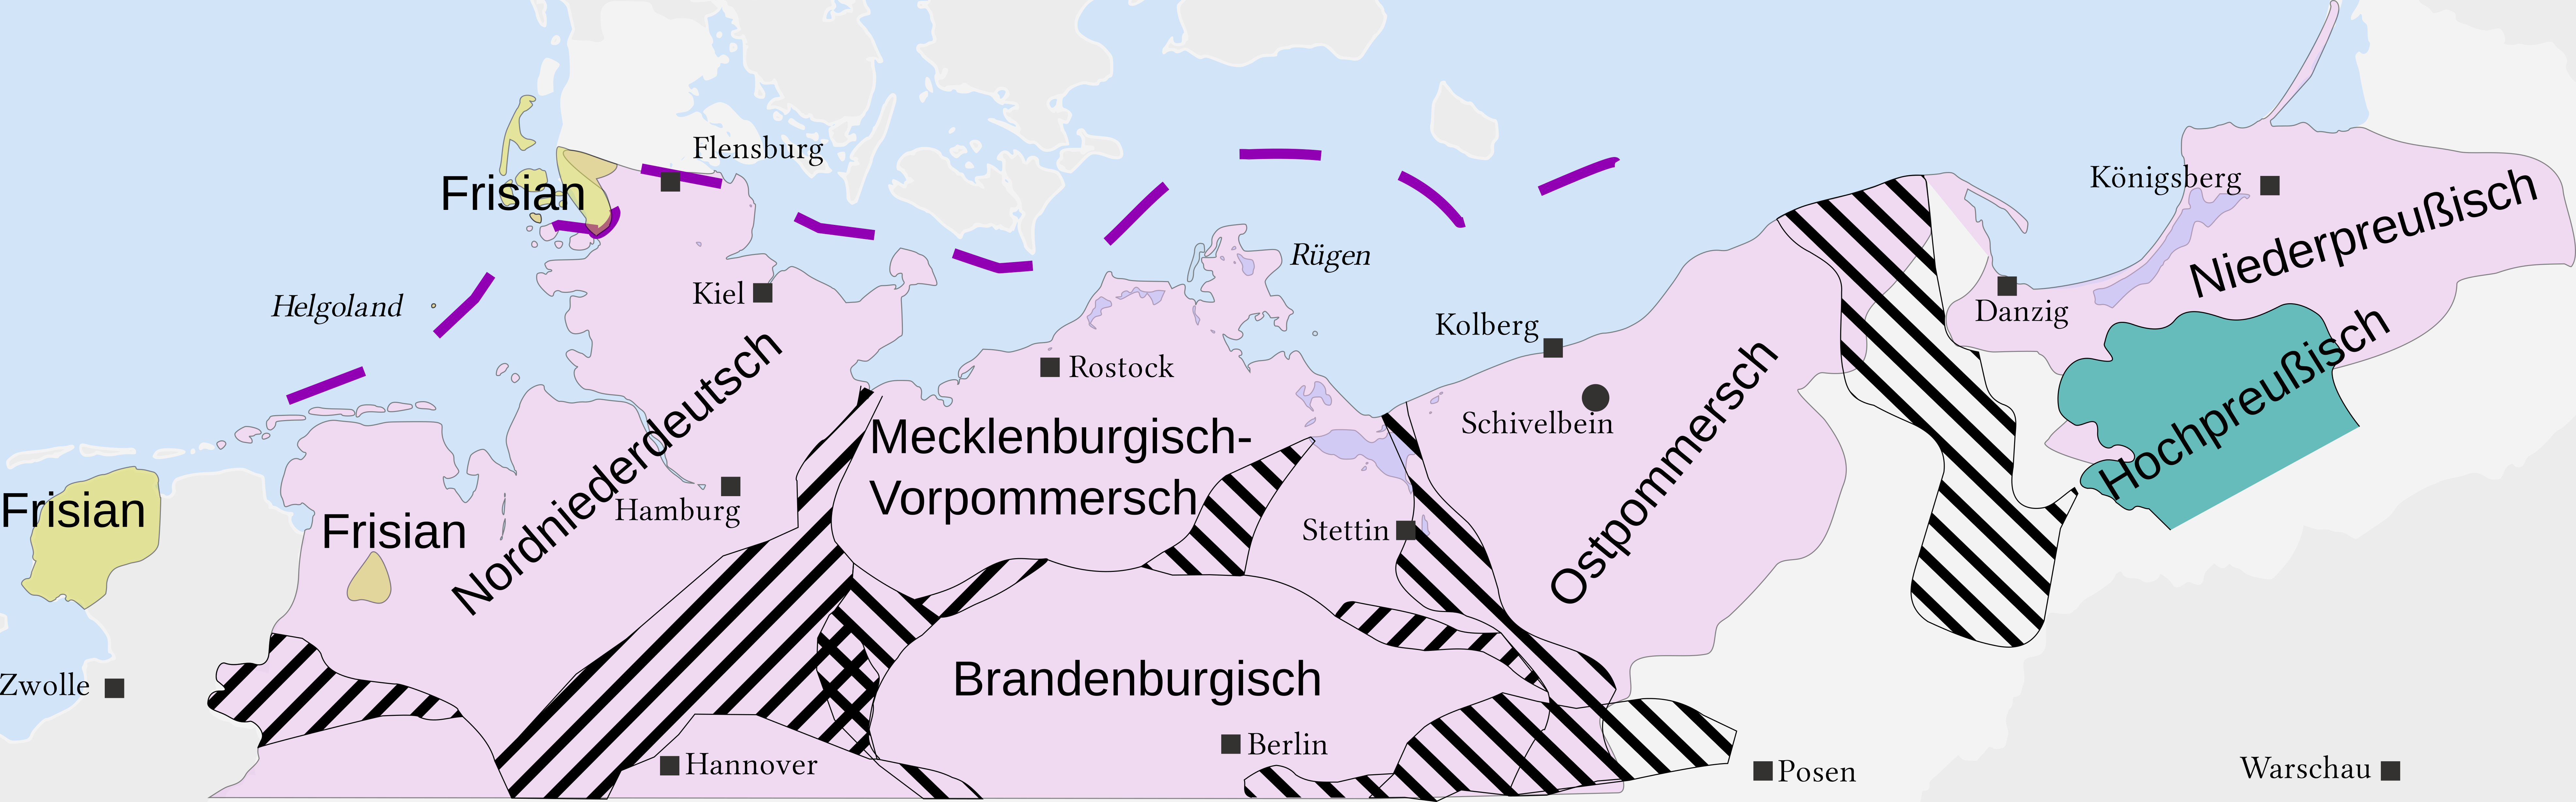 Flensburg
Frisian
Königsberg
Niederpreußisch
Rügen
Helgoland
Kiel
Danzig
Kolberg
Rostock
Schivelbein
Hochpreußisch
Mecklenburgisch-
Vorpommersch
Ostpommersch
Nordniederdeutsch
Hamburg
Frisian
Frisian
Stettin
Zwolle
Brandenburgisch
Berlin
Hannover
Posen
Warschau